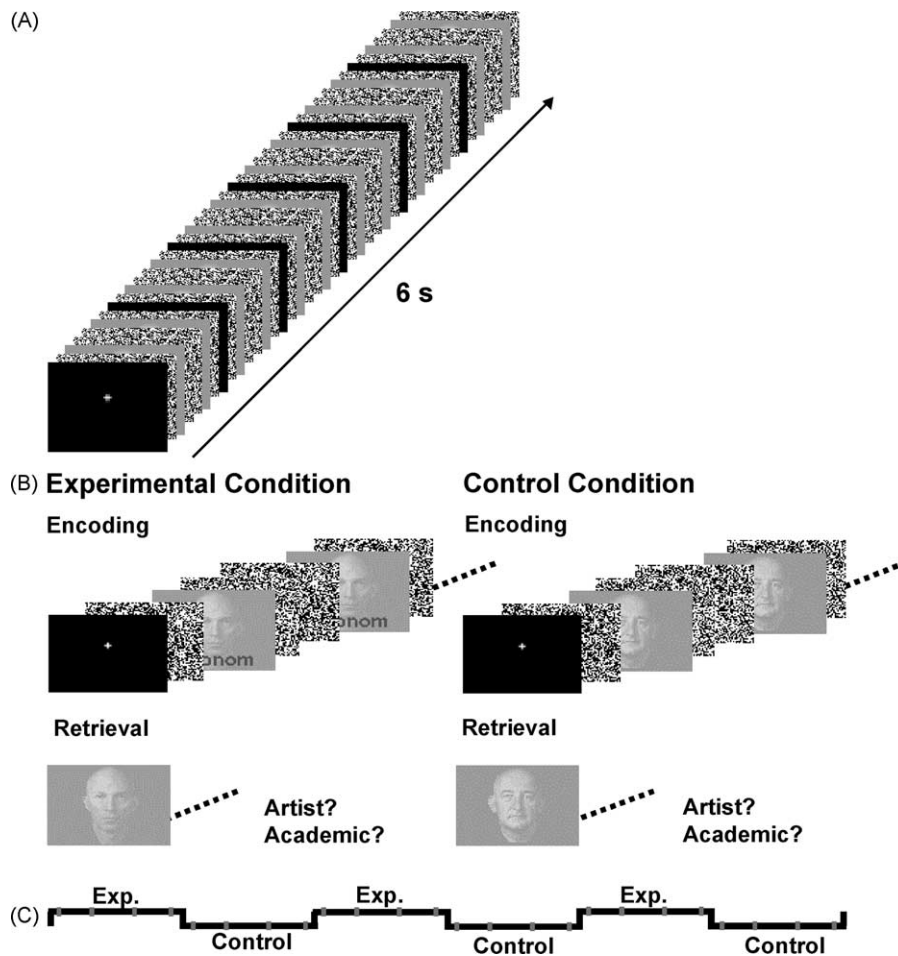 (A)
6 s
(B) Experimental Condition
Control Condition
Encoding
Encoding
onom
onom
Retrieval
Retrieval
Artist?
Academic?
Artist?
Academic?
(C)
Exp.
Exp.
Exp.
Control
Control
Control